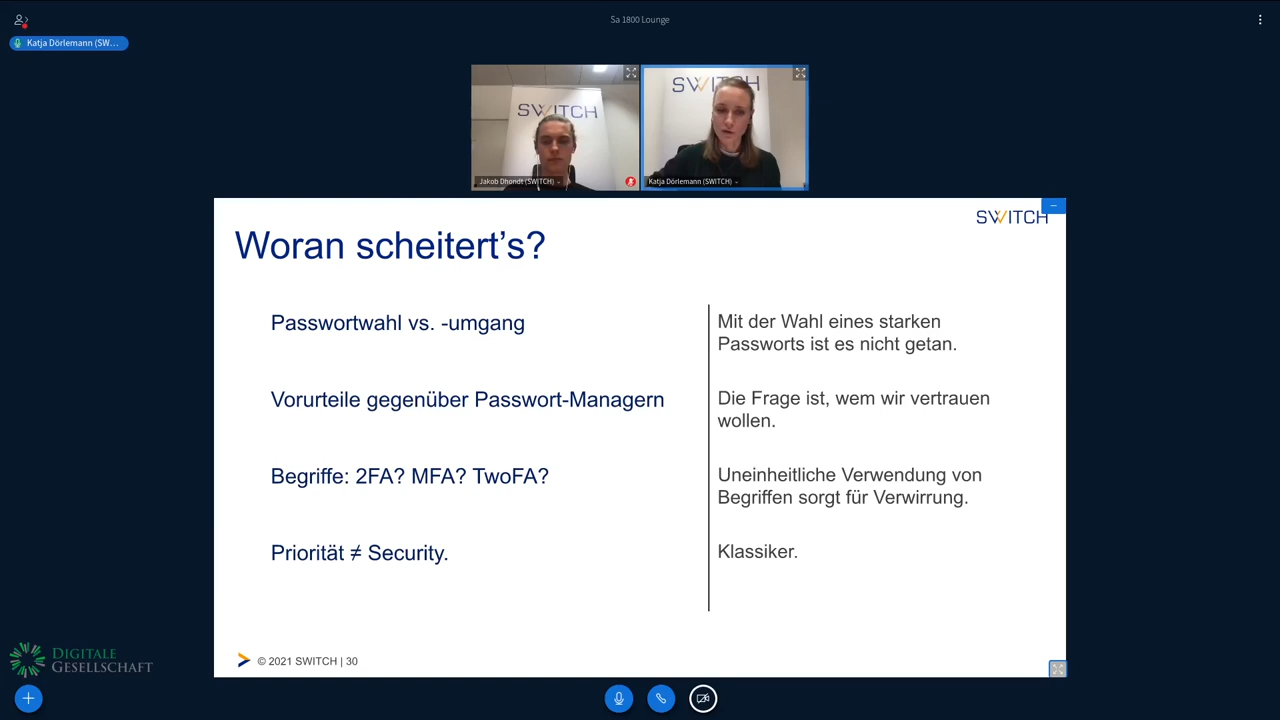 Sa 1800 Lounge
Katja Dörlemann (SW...
SWITCH
SWITCH
Jakob Dhondt (SWITCH)
Katja Dörlemann (SWITCH)
SWITCH
Woran scheitert's?
Passwortwahl vs. -umgang
Mit der Wahl eines starken
Passworts ist es nicht getan.
Vorurteile gegenüber Passwort-Managern
Die Frage ist, wem wir vertrauen
wollen.
Begriffe: 2FA? MFA? TwoFA?
Uneinheitliche Verwendung von
Begriffen sorgt für Verwirrung.
Priorität ≠ Security.
Klassiker.
© 2021 SWITCH | 30
DIGITALE
GESELLSCHAFT